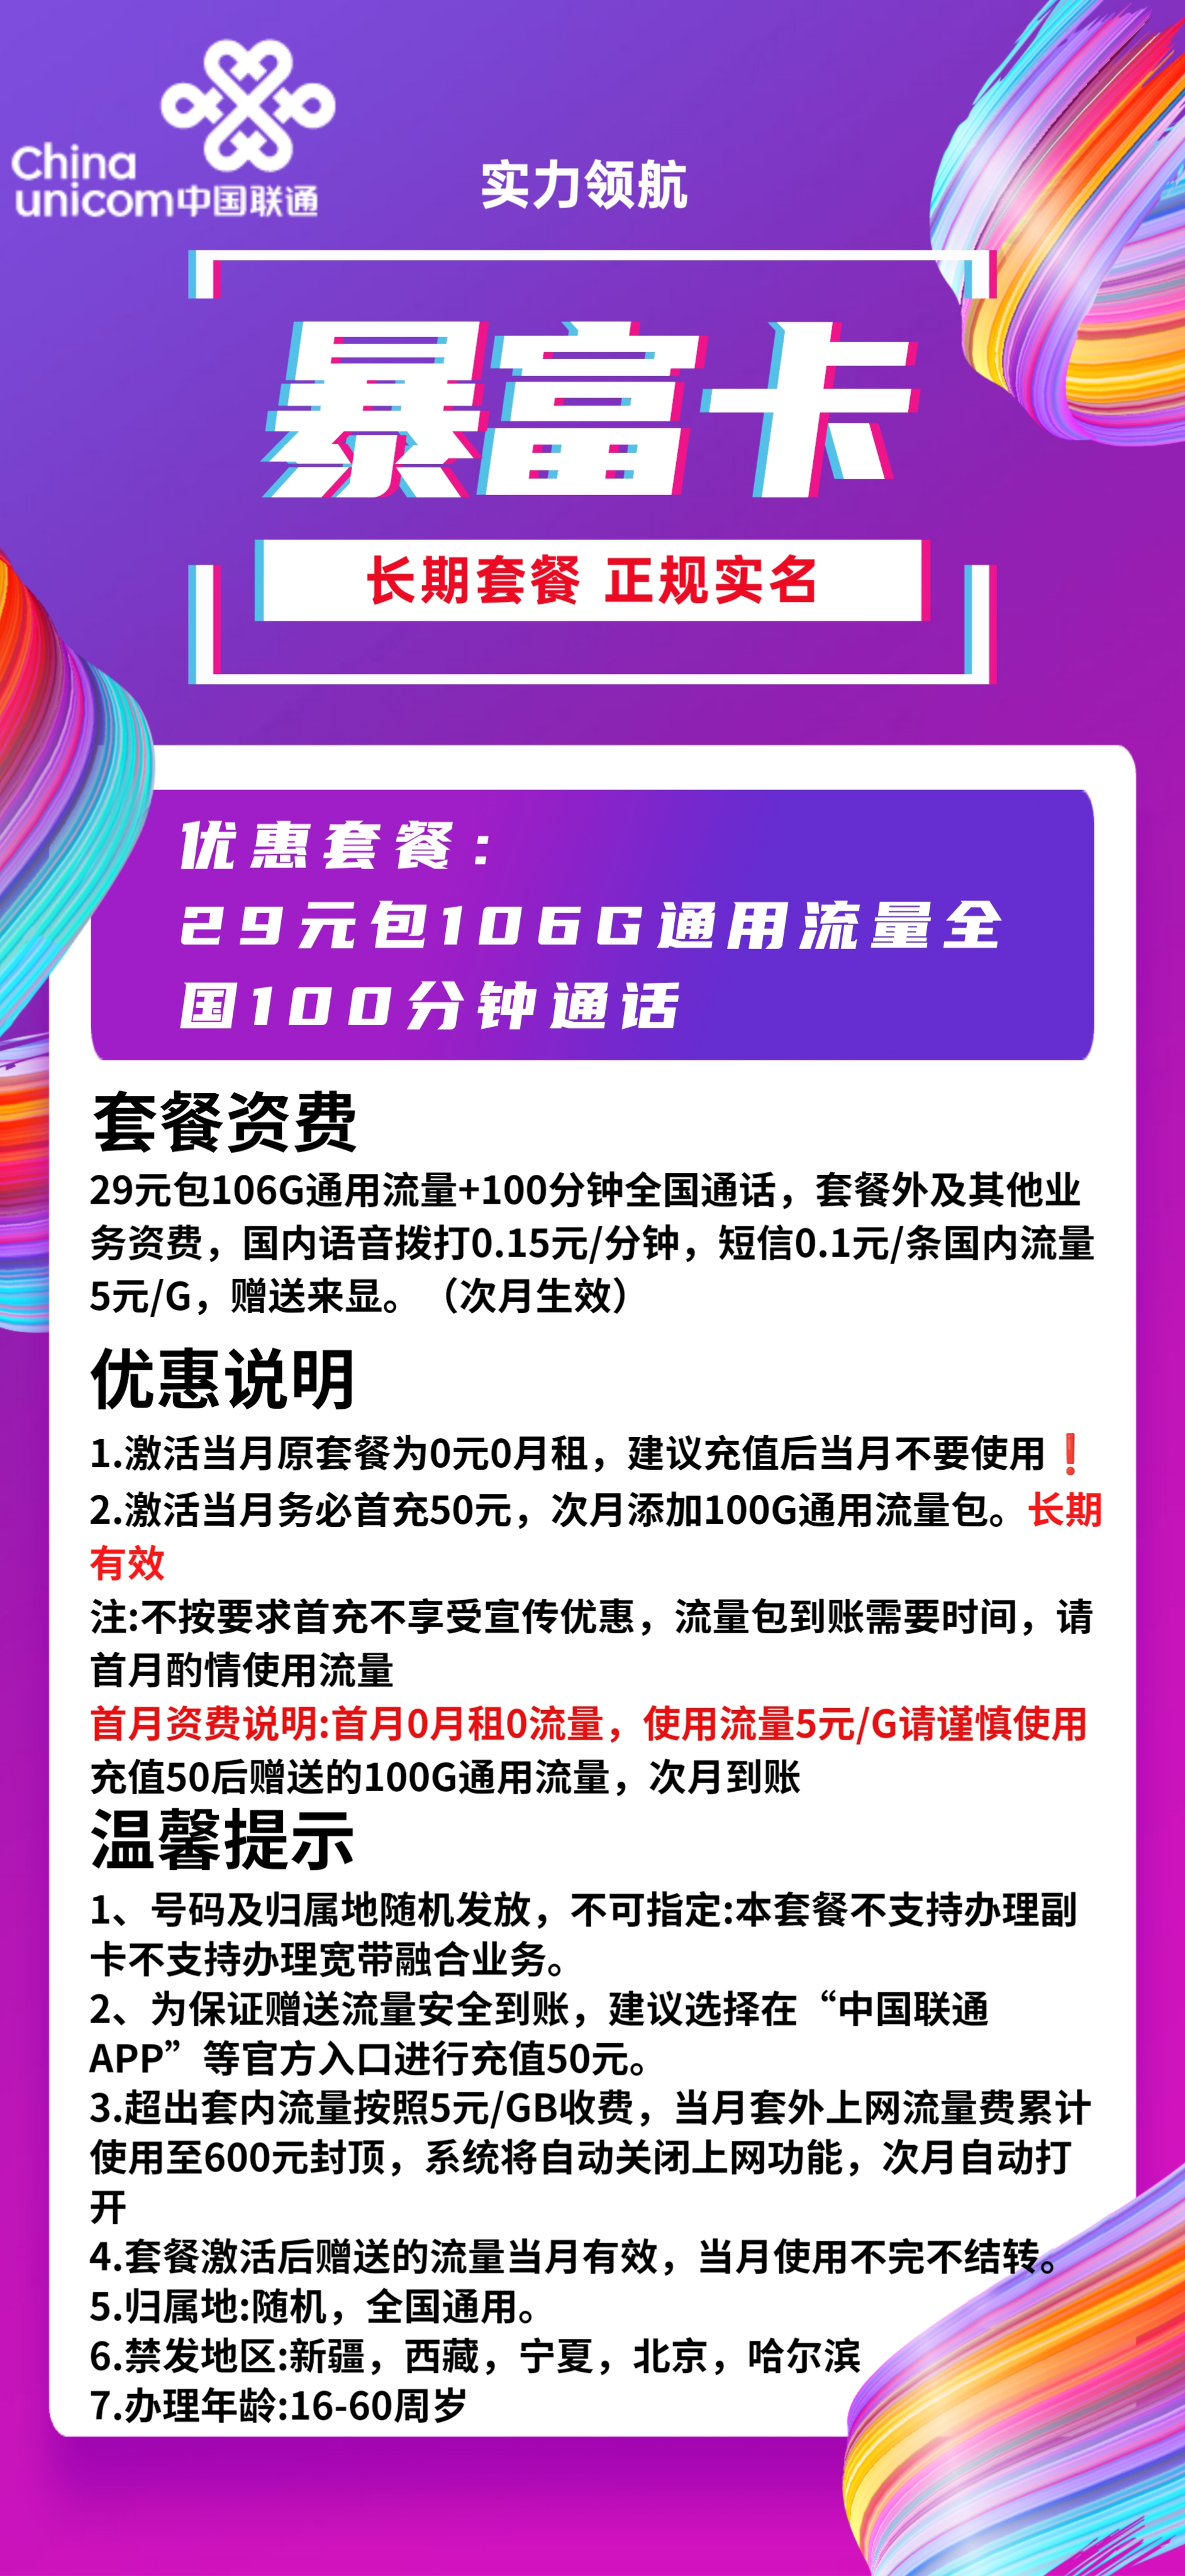 China
unicom中国联通
实力领航
暴富卡
长期套餐 正规实名
优惠套餐：
29元包106G通用流量全
国100分钟通话
套餐资费
29元包106G通用流量+100分钟全国通话，套餐外及其他业
务资费，国内语音拨打0.15元/分钟，短信0.1元/条国内流量
5元/G，赠送来显。（次月生效）
优惠说明
1.激活当月原套餐为0元0月租，建议充值后当月不要使用❗
2.激活当月务必首充50元，次月添加100G通用流量包。长期
有效
注:不按要求首充不享受宣传优惠，流量包到账需要时间，请
首月酌情使用流量
首月资费说明:首月0月租0流量，使用流量5元/G请谨慎使用
充值50后赠送的100G通用流量，次月到账
温馨提示
1、号码及归属地随机发放，不可指定:本套餐不支持办理副
卡不支持办理宽带融合业务。
2、为保证赠送流量安全到账，建议选择在“中国联通
APP”等官方入口进行充值50元。
3.超出套内流量按照5元/GB收费，当月套外上网流量费累计
使用至600元封顶，系统将自动关闭上网功能，次月自动打
开
4.套餐激活后赠送的流量当月有效，当月使用不完不结转。
5.归属地:随机，全国通用。
6.禁发地区:新疆，西藏，宁夏，北京，哈尔滨
7.办理年龄:16-60周岁